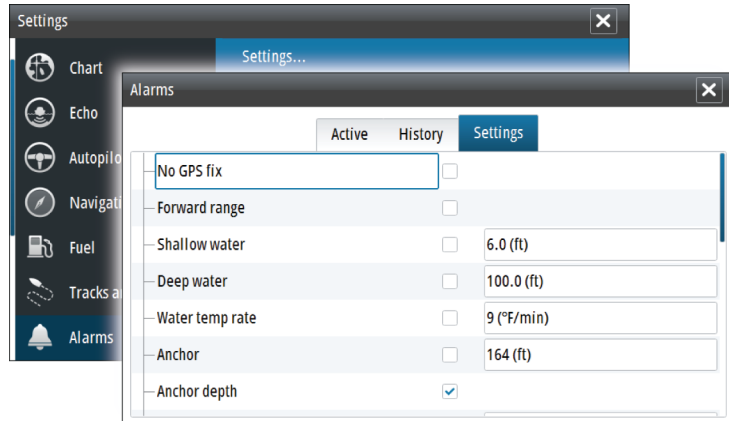 Settings
Settings...
Chart
Echo
Navigati
Fuel
Tracks a
Alarms
Alarms
Active History Settings
No GPS fix
Forward range
Shallow water 6.0 (ft)
Deep water 100.0 (ft)
Water temp rate 9 (°F/min)
Anchor 164 (ft)
Anchor depth